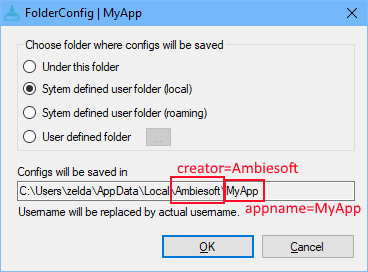 FolderConfig | MyApp
Choose folder where configs will be saved
Under this folder
Sytem defined user folder (local)
Sytem defined user folder (roaming)
User defined folder
...
creator=Ambiesoft
Configs will be saved in
C:\Users\zelda\AppData\Local\Ambiesoft\MyApp
appname=MyApp
Username will be replaced by actual username.
OK
Cancel